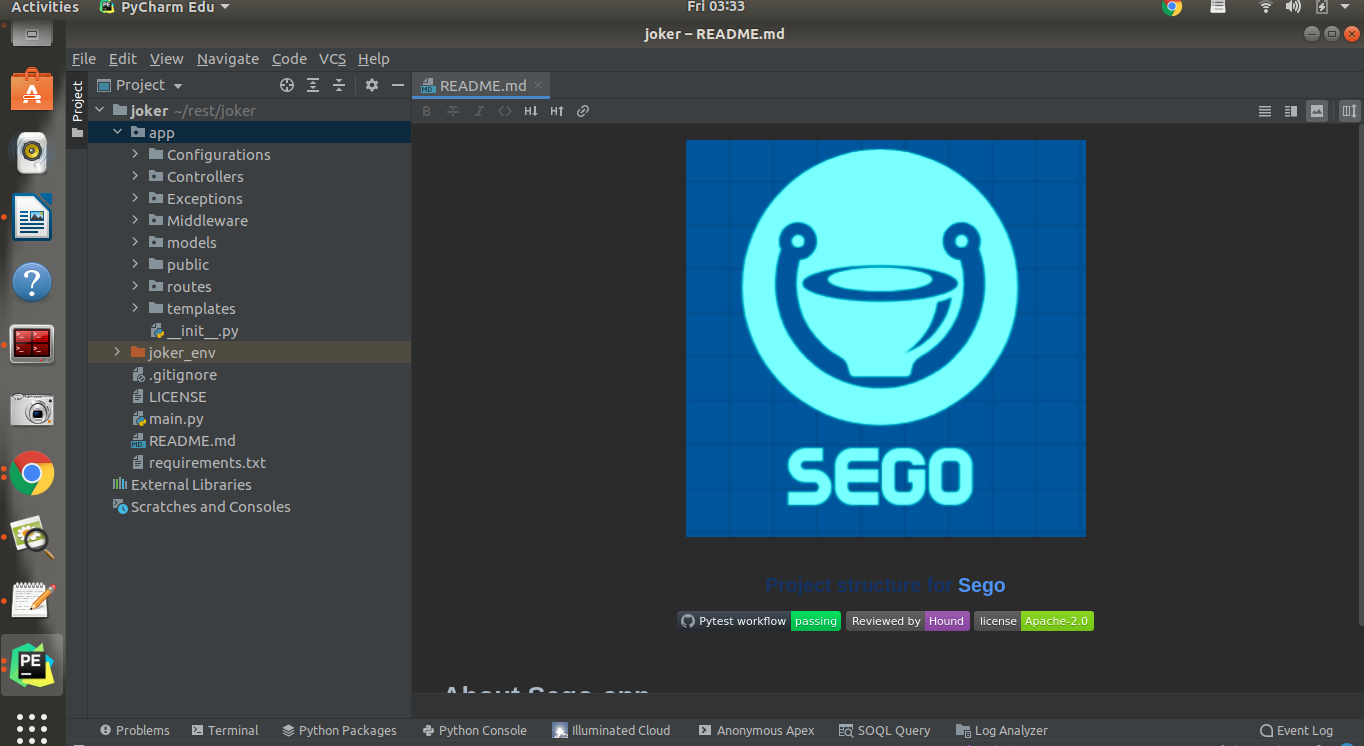 Activities PyCharm Edu Fri 03:33
joker – README.md
File Edit View Navigate Code VCS Help
Project
Project
README.md
joker ~/rest/joker
app
Configurations
Controllers
Exceptions
Middleware
models
public
routes
templates
__init__.py
joker_env
.gitignore
LICENSE
main.py
README.md
requirements.txt
External Libraries
Scratches and Consoles
B I <> H↓ H↑
SEGO
Project structure for Sego
Pytest workflow passing Reviewed by Hound license Apache-2.0
About Sego-app
PE
Problems Terminal Python Packages Python Console Illuminated Cloud Anonymous Apex SOQL Query Log Analyzer Event Log